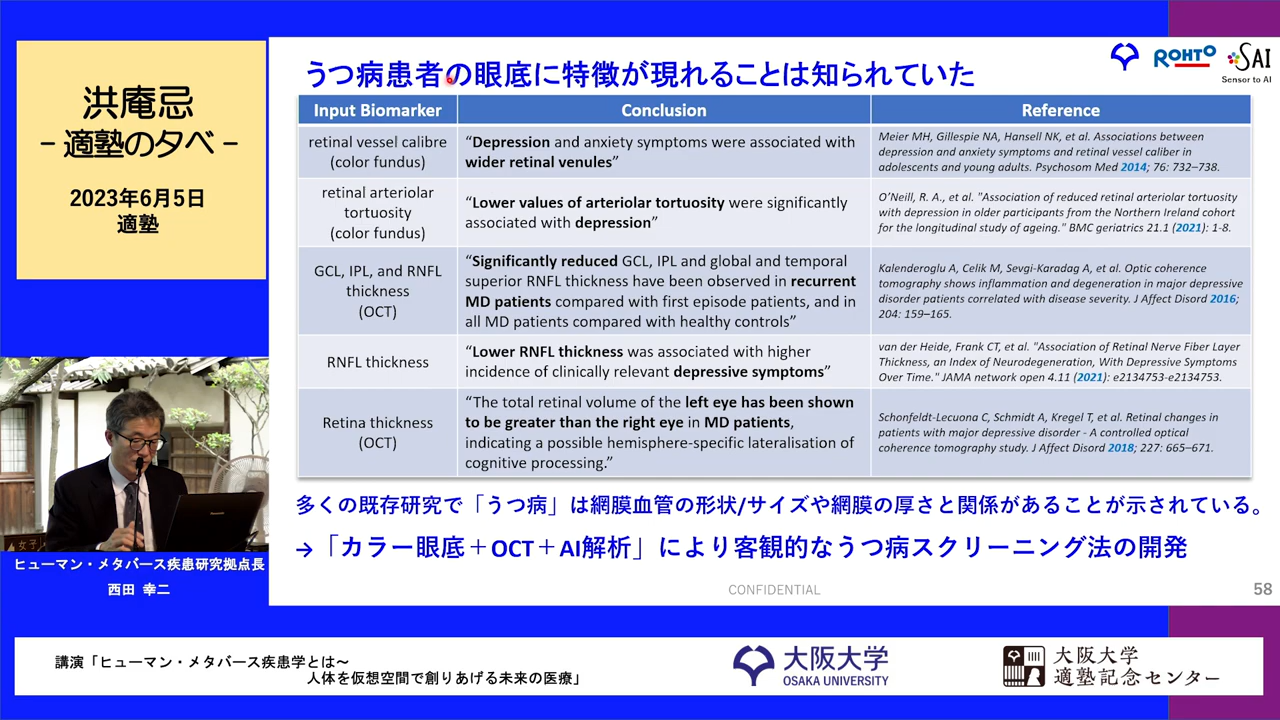 洪庵忌
- 適塾の夕べ -
2023年6月5日
適塾
うつ病患者の眼底に特徴が現れることは知られていた
ROHTO
SAI
Sensor to AI
Input Biomarker
Conclusion
Reference
retinal vessel calibre
(color fundus)
“Depression and anxiety symptoms were associated with
wider retinal venules”
Meier MH, Gillespie NA, Hansell NK, et al. Associations between
depression and anxiety symptoms and retinal vessel caliber in
adolescents and young adults. Psychosom Med 2014; 76: 732–738.
retinal arteriolar
tortuosity
(color fundus)
“Lower values of arteriolar tortuosity were significantly
associated with depression”
O’Neill, R. A., et al. "Association of reduced retinal arteriolar tortuosity
with depression in older participants from the Northern Ireland cohort
for the longitudinal study of ageing." BMC geriatrics 21.1 (2021): 1-8.
GCL, IPL, and RNFL
thickness
(OCT)
“Significantly reduced GCL, IPL and global and temporal
superior RNFL thickness have been observed in recurrent
MD patients compared with first episode patients, and in
all MD patients compared with healthy controls”
Kalenderoglu A, Celik M, Sevgi-Karadag A, et al. Optic coherence
tomography shows inflammation and degeneration in major depressive
disorder patients correlated with disease severity. J Affect Disord 2016;
204: 159–165.
RNFL thickness
“Lower RNFL thickness was associated with higher
incidence of clinically relevant depressive symptoms”
van der Heide, Frank CT, et al. "Association of Retinal Nerve Fiber Layer
Thickness, an Index of Neurodegeneration, With Depressive Symptoms
Over Time." JAMA network open 4.11 (2021): e2134753-e2134753.
Retina thickness
(OCT)
“The total retinal volume of the left eye has been shown
to be greater than the right eye in MD patients,
indicating a possible hemisphere-specific lateralisation of
cognitive processing.”
Schonfeldt-Lecuona C, Schmidt A, Kregel T, et al. Retinal changes in
patients with major depressive disorder - A controlled optical
coherence tomography study. J Affect Disord 2018; 227: 665–671.
多くの既存研究で「うつ病」は網膜血管の形状/サイズや網膜の厚さと関係があることが示されている。
→「カラー眼底＋OCT＋AI解析」により客観的なうつ病スクリーニング法の開発
CONFIDENTIAL
58
女子
Panasonic
ヒューマン・メタバース疾患研究拠点長
西田 幸二
講演「ヒューマン・メタバース疾患学とは～
人体を仮想空間で創りあげる未来の医療」
大阪大学
OSAKA UNIVERSITY
大阪大学
適塾記念センター